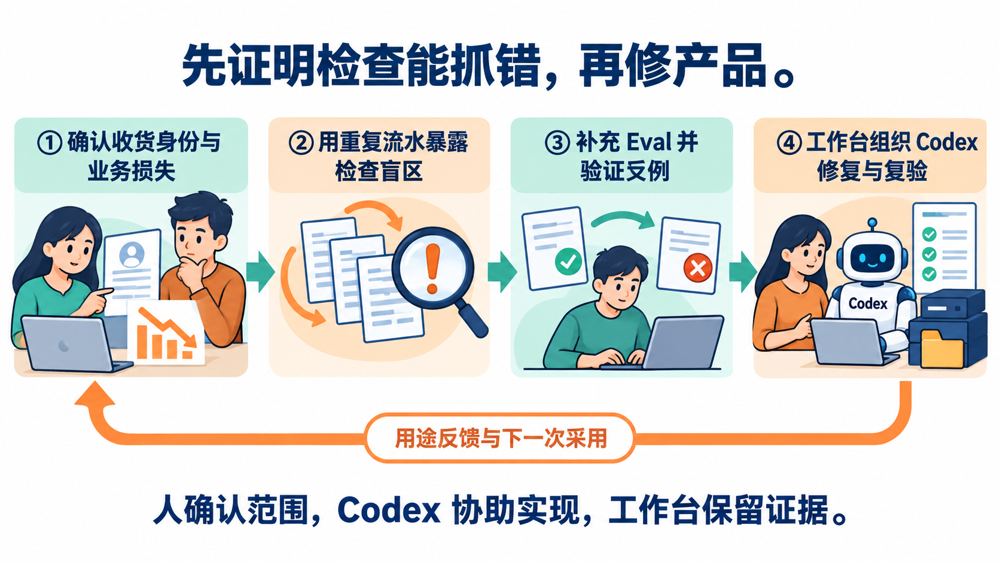 先证明检查能抓错，再修产品。
① 确认收货身份与
业务损失
② 用重复流水暴露
检查盲区
③ 补充 Eval 并
验证反例
④ 工作台组织 Codex
修复与复验
Codex
用途反馈与下一次采用
人确认范围，Codex 协助实现，工作台保留证据。